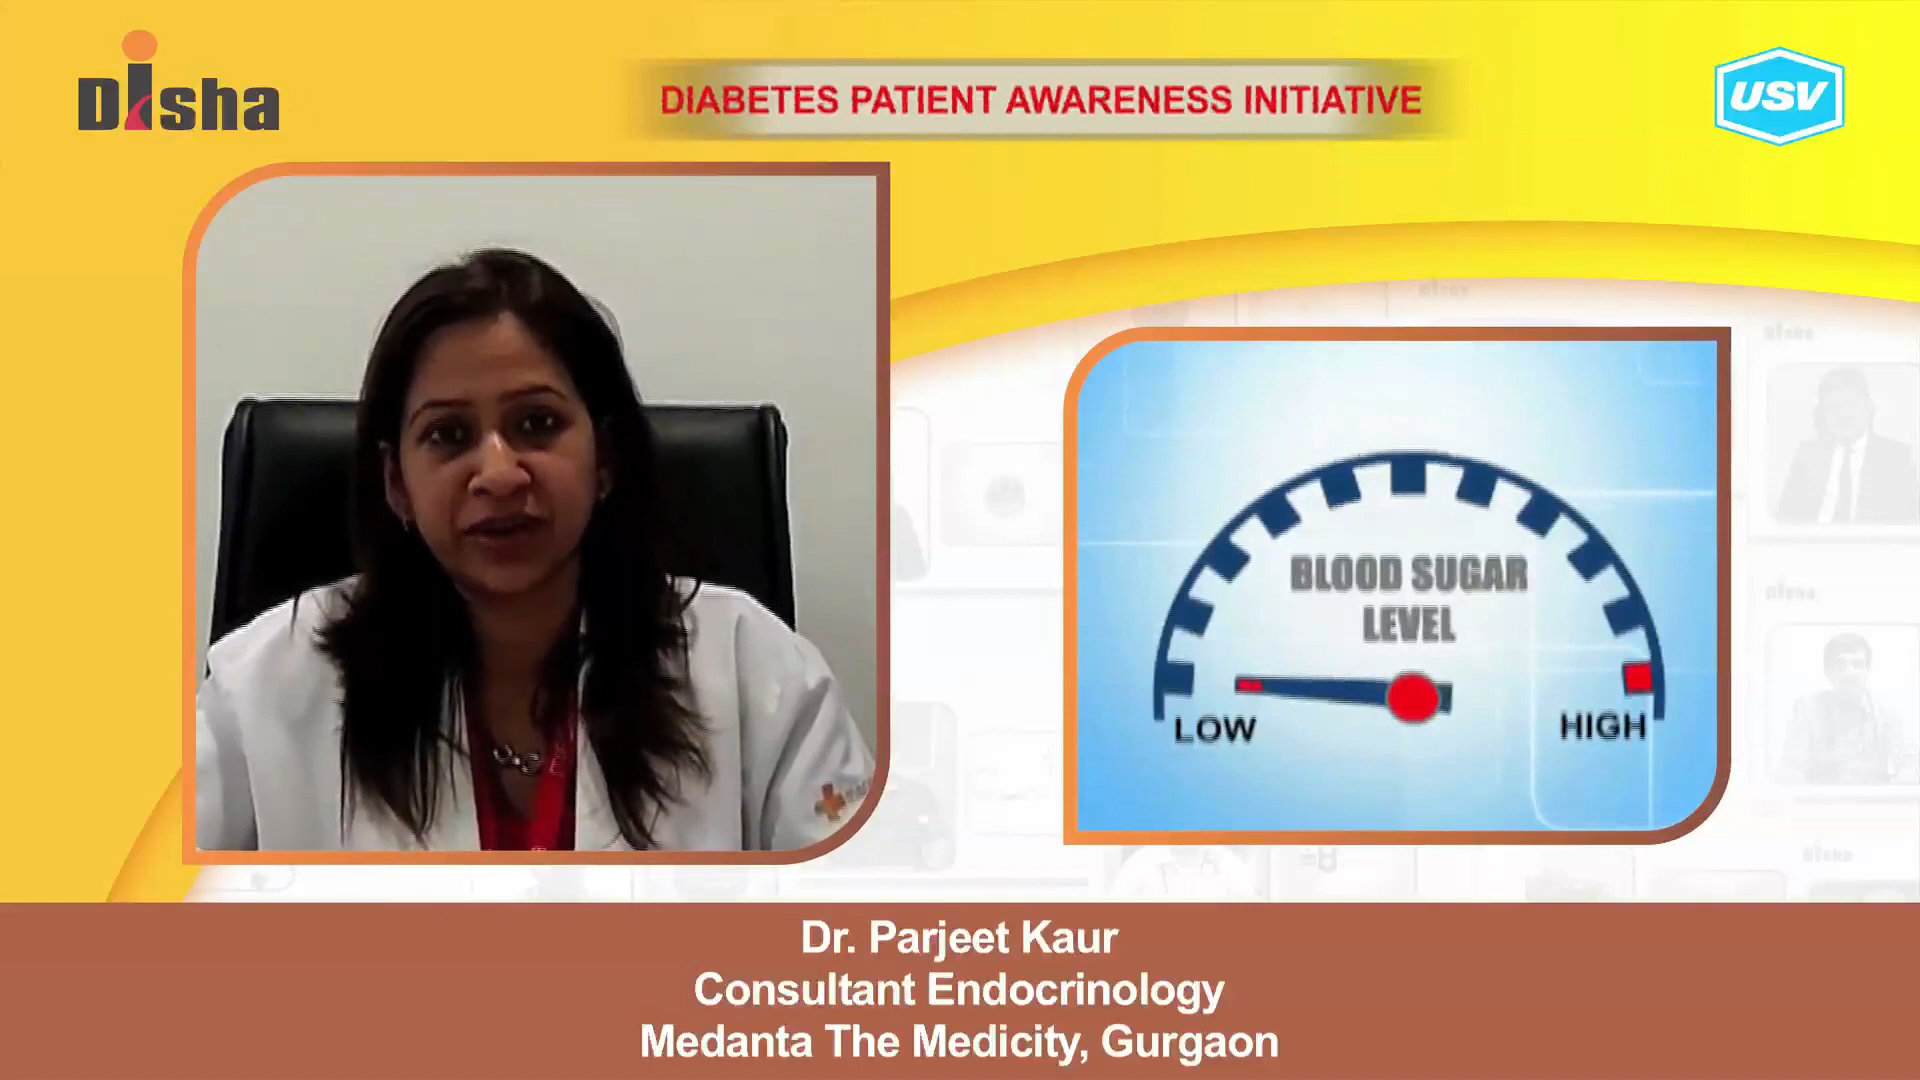 Disha
DIABETES PATIENT AWARENESS INITIATIVE
USV
BLOOD SUGAR
LEVEL
LOW
HIGH
Dr. Parjeet Kaur
Consultant Endocrinology
Medanta The Medicity, Gurgaon